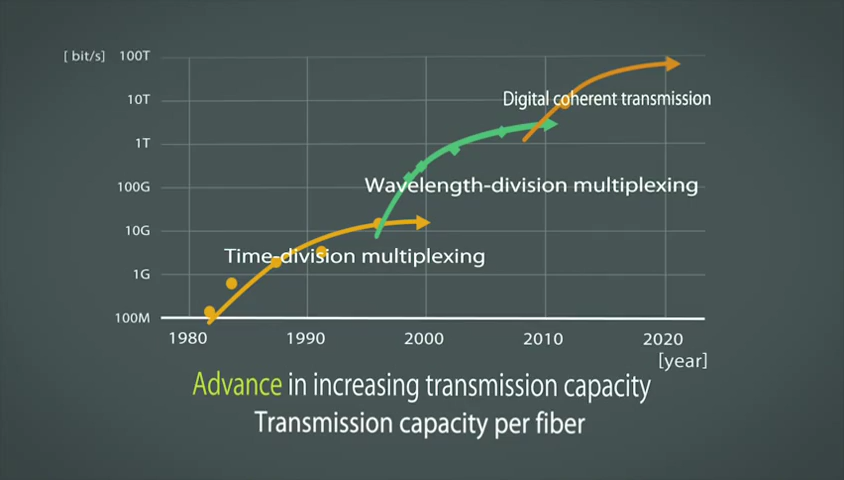 [ bit/s]
100T
10T
Digital coherent transmission
1T
100G
Wavelength-division multiplexing
10G
Time-division multiplexing
1G
100M
1980 1990 2000 2010 2020
[year]
Advance in increasing transmission capacity
Transmission capacity per fiber